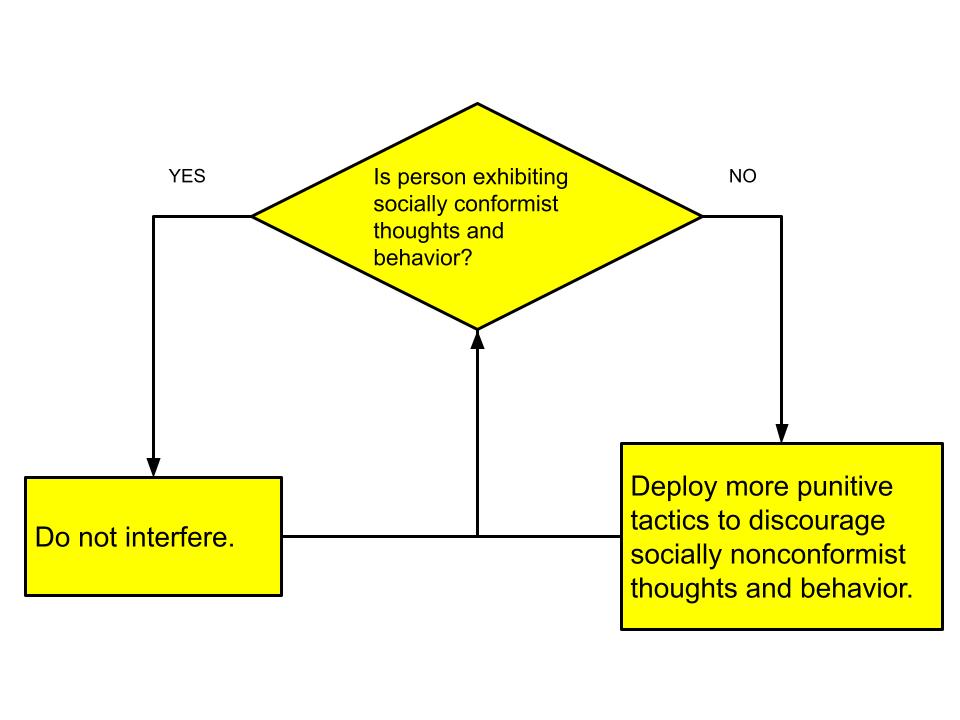 YES
NO
Is person exhibiting
socially conformist
thoughts and
behavior?
Do not interfere.
Deploy more punitive
tactics to discourage
socially nonconformist
thoughts and behavior.